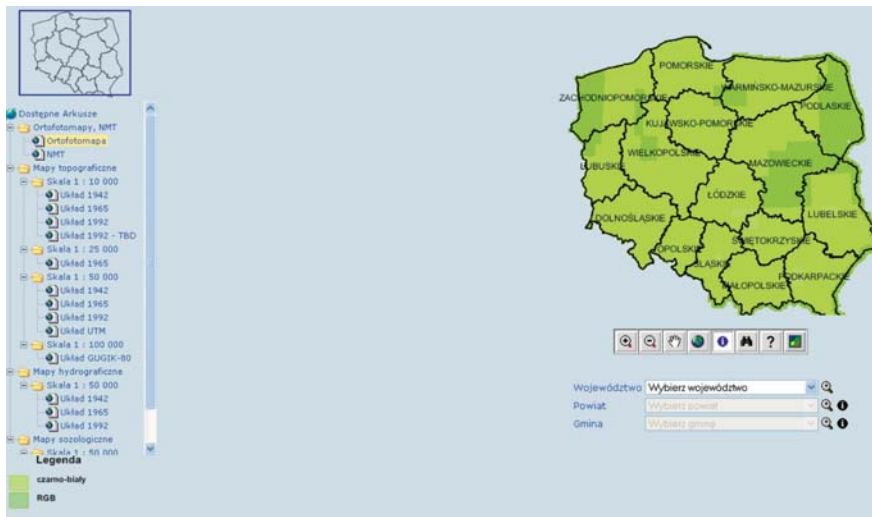 Dostępne Arkusze
Ortofotomapy, NMT
Ortofotomapa
NMT
Mapy topograficzne
Skala 1 : 10 000
Układ 1942
Układ 1965
Układ 1992
Układ 1992 - TBD
Skala 1 : 25 000
Układ 1965
Skala 1 : 50 000
Układ 1942
Układ 1965
Układ 1992
Układ UTM
Skala 1 : 100 000
Układ GUGIK-80
Mapy hydrograficzne
Skala 1 : 50 000
Układ 1942
Układ 1965
Układ 1992
Mapy sozologiczne
Skala 1 : 50 000
Legenda
czarno-biały
RGB
POMORSKIE
WARMIŃSKO-MAZURSKIE
ZACHODNIOPOMORSKIE
PODLASKIE
KUJAWSKO-POMORSKIE
WIELKOPOLSKIE
LUBUSKIE
MAZOWIECKIE
ŁÓDZKIE
LUBELSKIE
DOLNOŚLĄSKIE
ŚWIĘTOKRZYSKIE
OPOLSKIE
ŚLĄSKIE
MAŁOPOLSKIE
PODKARPACKIE
?
Województwo Wybierz województwo
Powiat Wybierz powiat
Gmina Wybierz gminę